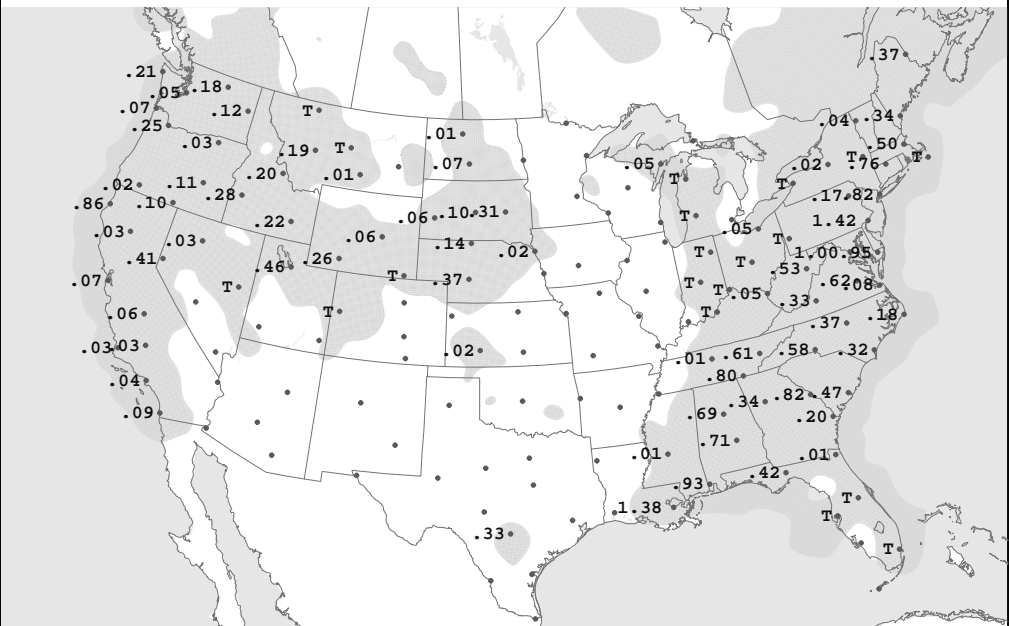 .37
.21
.05 .18
.07 .12 T
.25
.04 .34
.01
.03 .19 T .50
.07 .05 .02 T .76 T
.20 .01 T
.02 .11 .28 T .17 .82
.86 .10 .06 .10 .31 T
.22 1.42
.03 .03 .06 .05 T
.14 .02
.41 .26 T 1.00 .95
.46 T .53
.07 T .37 T T .05 .62 .08
T .33
.06 T .18
.37
.03 .03 .02 .01 .61 .58 .32
.04 .80
.09 .34 .82 .47
.69 .20
.71
.01 .01
.42
.93 T
1.38 T
.33 T